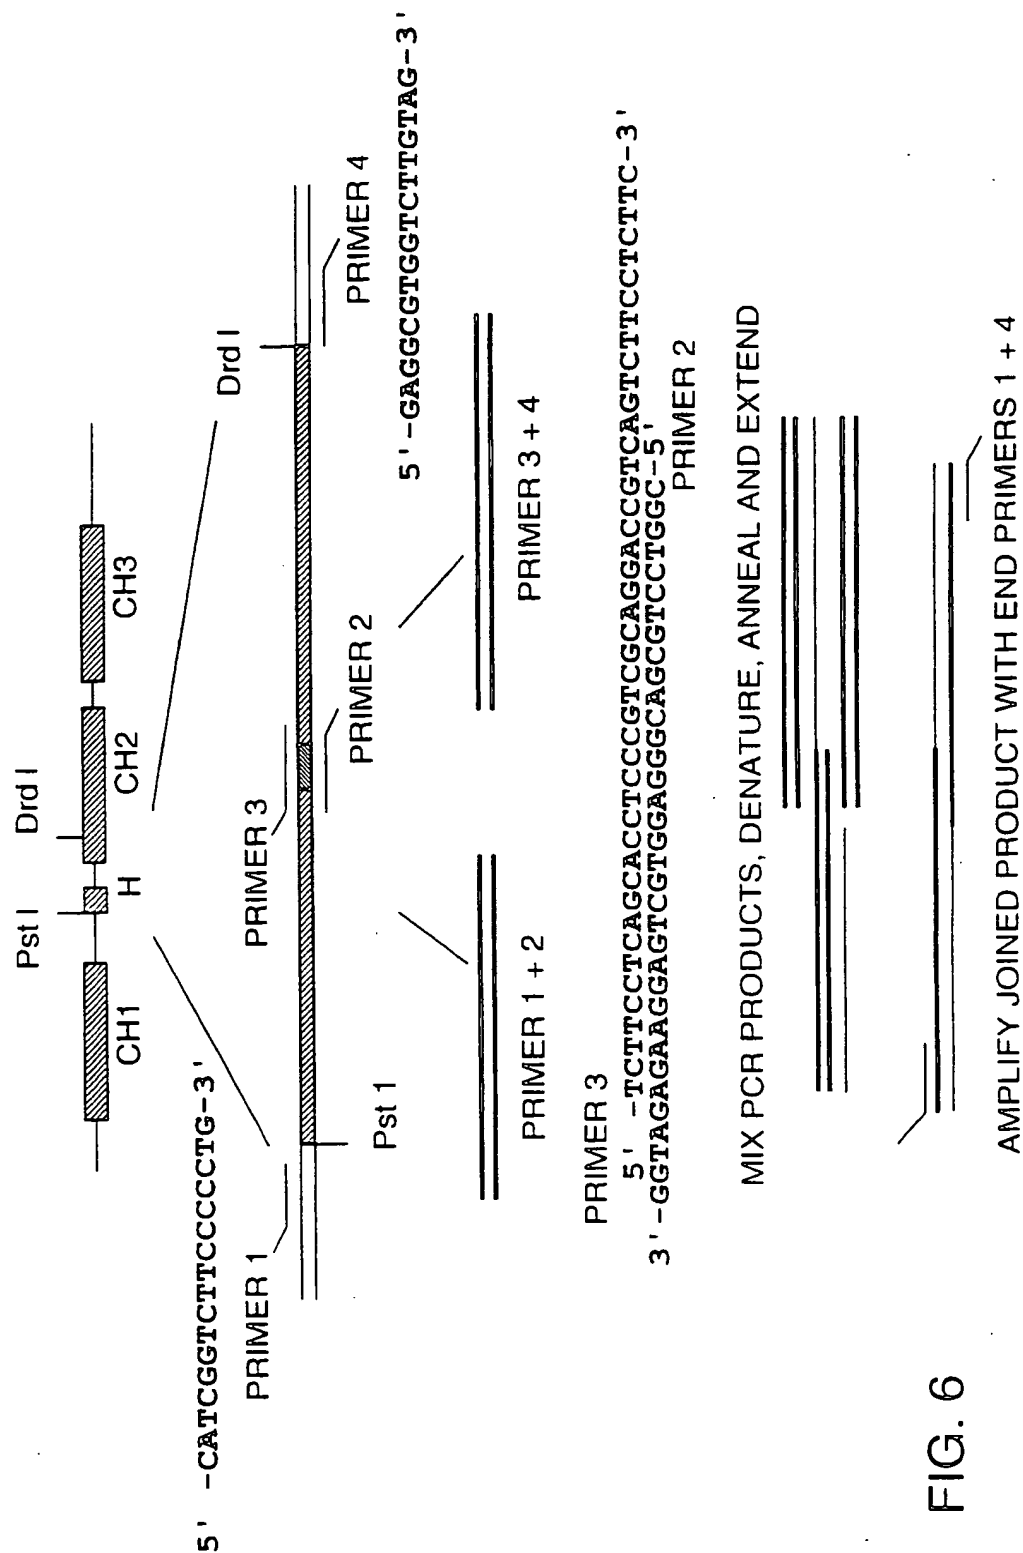 Pst I
Drd I
CH1
H
CH2
CH3
5' -CATCGGTCTTCCCCCTG-3'
Drd I
PRIMER 1
PRIMER 3
Pst 1
PRIMER 2
PRIMER 4
5'-GAGGCGTGGTCTTGTAG-3'
PRIMER 1 + 2
PRIMER 3 + 4
PRIMER 3
5' -TCTTCCTCAGCACCTCCCGTCGCAGGACCGTCAGTCTTCCTCTTC-3'
3'-GGTAGAGAAGGAGTCGTGGAGGGCAGCGTCCTGGC-5'
PRIMER 2
MIX PCR PRODUCTS, DENATURE, ANNEAL AND EXTEND
AMPLIFY JOINED PRODUCT WITH END PRIMERS 1 + 4
FIG. 6